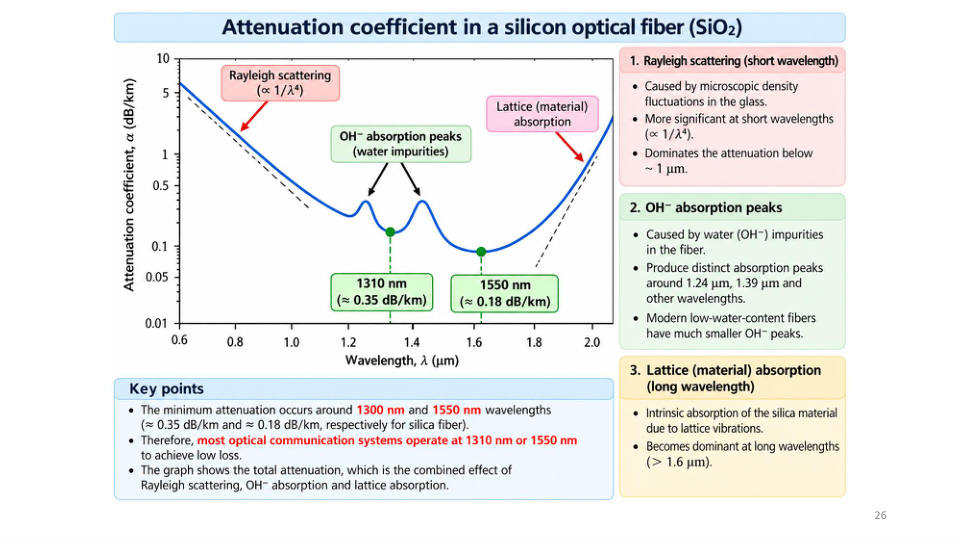 Attenuation coefficient in a silicon optical fiber (SiO₂)
Attenuation coefficient, α (dB/km)
10
5
1
0.5
0.1
0.05
0.01
Rayleigh scattering
(∝ 1/λ⁴)
OH⁻ absorption peaks
(water impurities)
Lattice (material)
absorption
1310 nm
(≈ 0.35 dB/km)
1550 nm
(≈ 0.18 dB/km)
0.6 0.8 1.0 1.2 1.4 1.6 1.8 2.0
Wavelength, λ (μm)
1. Rayleigh scattering (short wavelength)
• Caused by microscopic density
fluctuations in the glass.
• More significant at short wavelengths
(∝ 1/λ⁴).
• Dominates the attenuation below
~ 1 μm.
2. OH⁻ absorption peaks
• Caused by water (OH⁻) impurities
in the fiber.
• Produce distinct absorption peaks
around 1.24 μm, 1.39 μm and
other wavelengths.
• Modern low-water-content fibers
have much smaller OH⁻ peaks.
3. Lattice (material) absorption
(long wavelength)
• Intrinsic absorption of the silica material
due to lattice vibrations.
• Becomes dominant at long wavelengths
(> 1.6 μm).
Key points
• The minimum attenuation occurs around 1300 nm and 1550 nm wavelengths
(≈ 0.35 dB/km and ≈ 0.18 dB/km, respectively for silica fiber).
• Therefore, most optical communication systems operate at 1310 nm or 1550 nm
to achieve low loss.
• The graph shows the total attenuation, which is the combined effect of
Rayleigh scattering, OH⁻ absorption and lattice absorption.
26